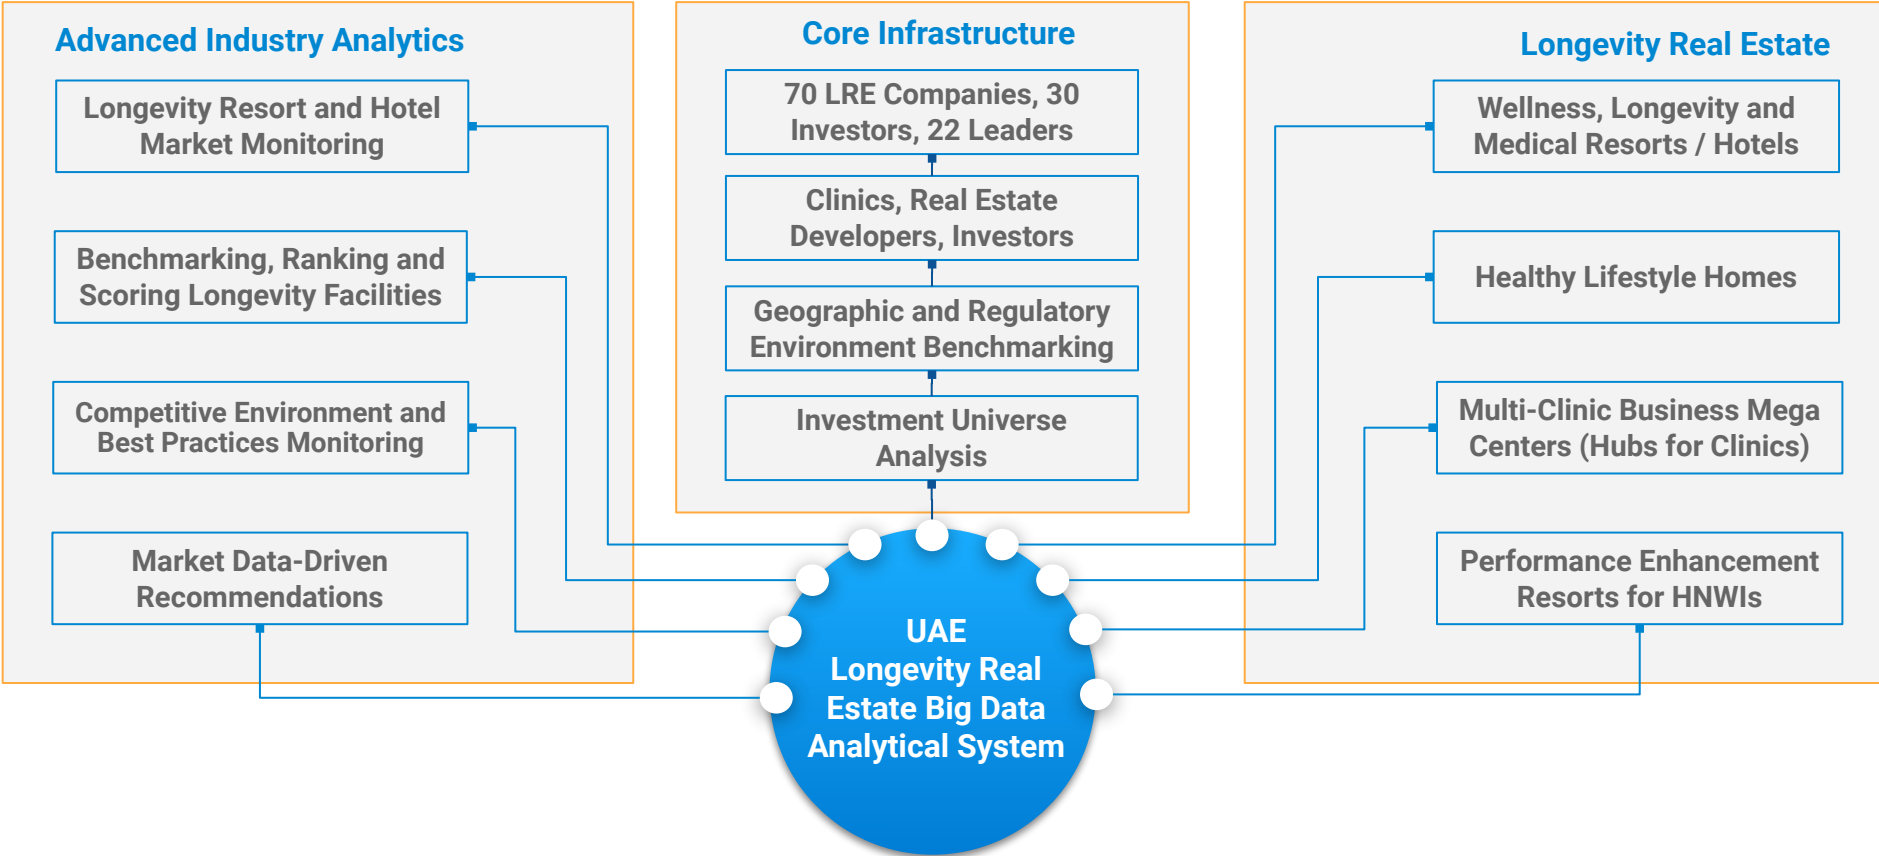 Advanced Industry Analytics
Longevity Resort and Hotel
Market Monitoring
Benchmarking, Ranking and
Scoring Longevity Facilities
Competitive Environment and
Best Practices Monitoring
Market Data-Driven
Recommendations
Core Infrastructure
70 LRE Companies, 30
Investors, 22 Leaders
Clinics, Real Estate
Developers, Investors
Geographic and Regulatory
Environment Benchmarking
Investment Universe
Analysis
Longevity Real Estate
Wellness, Longevity and
Medical Resorts / Hotels
Healthy Lifestyle Homes
Multi-Clinic Business Mega
Centers (Hubs for Clinics)
Performance Enhancement
Resorts for HNWIs
UAE
Longevity Real
Estate Big Data
Analytical System